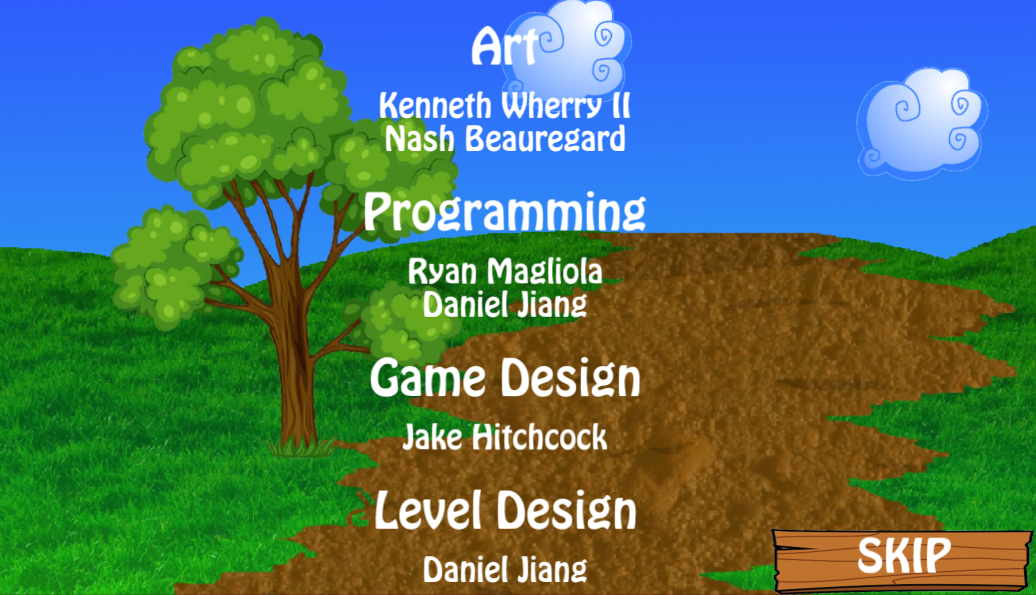 Art
Kenneth Wherry II
Nash Beauregard
Programming
Ryan Magliola
Daniel Jiang
Game Design
Jake Hitchcock
Level Design
Daniel Jiang
SKIP